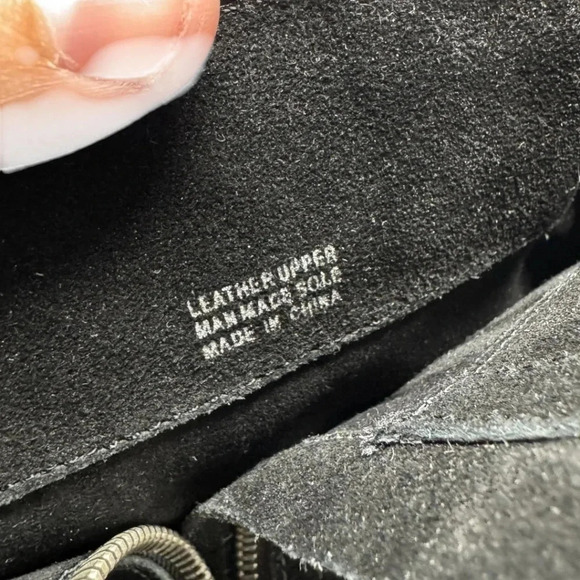 LEATHER UPPER
MAN MADE SOLE
MADE IN CHINA